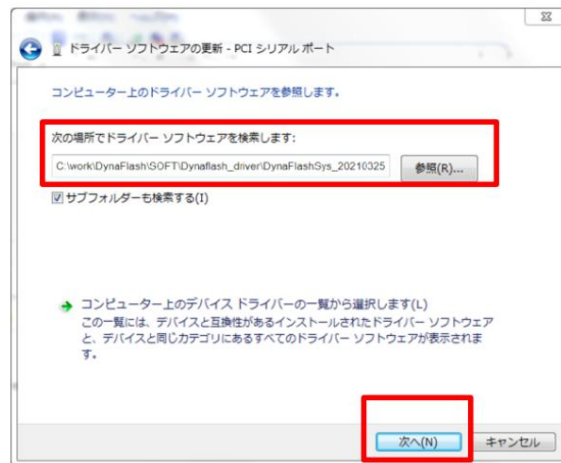 ドライバー ソフトウェアの更新 - PCI シリアル ポート
コンピューター上のドライバー ソフトウェアを参照します。
次の場所でドライバー ソフトウェアを検索します:
C:\work\DynaFlash\SOFT\Dynaflash_driver\DynaFlashSys_20210325
参照(R)...
サブフォルダーも検索する(I)
コンピューター上のデバイス ドライバーの一覧から選択します(L)
この一覧には、デバイスと互換性があるインストールされたドライバー ソフトウェア
と、デバイスと同じカテゴリにあるすべてのドライバー ソフトウェアが表示されま
す。
次へ(N)
キャンセル